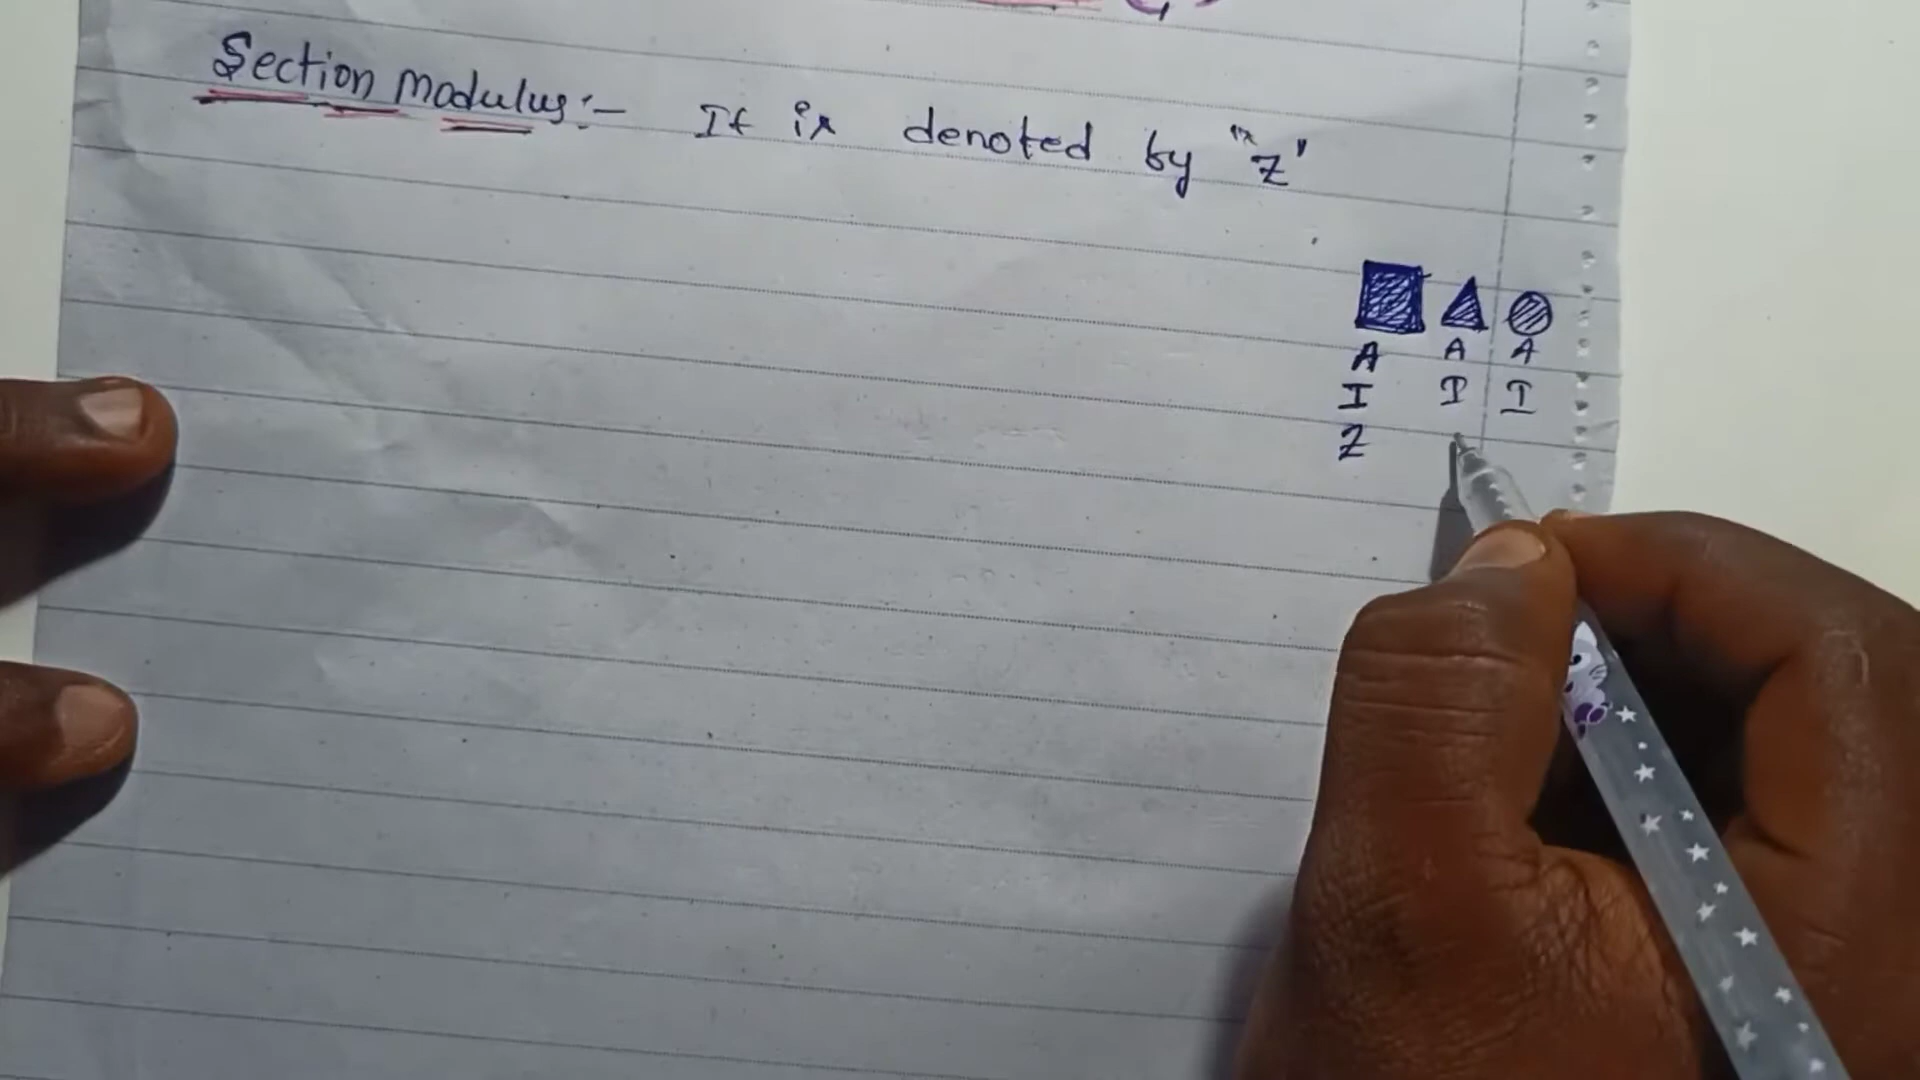 Section modulus:- It is denoted by "Z"
A A A
I I I
Z